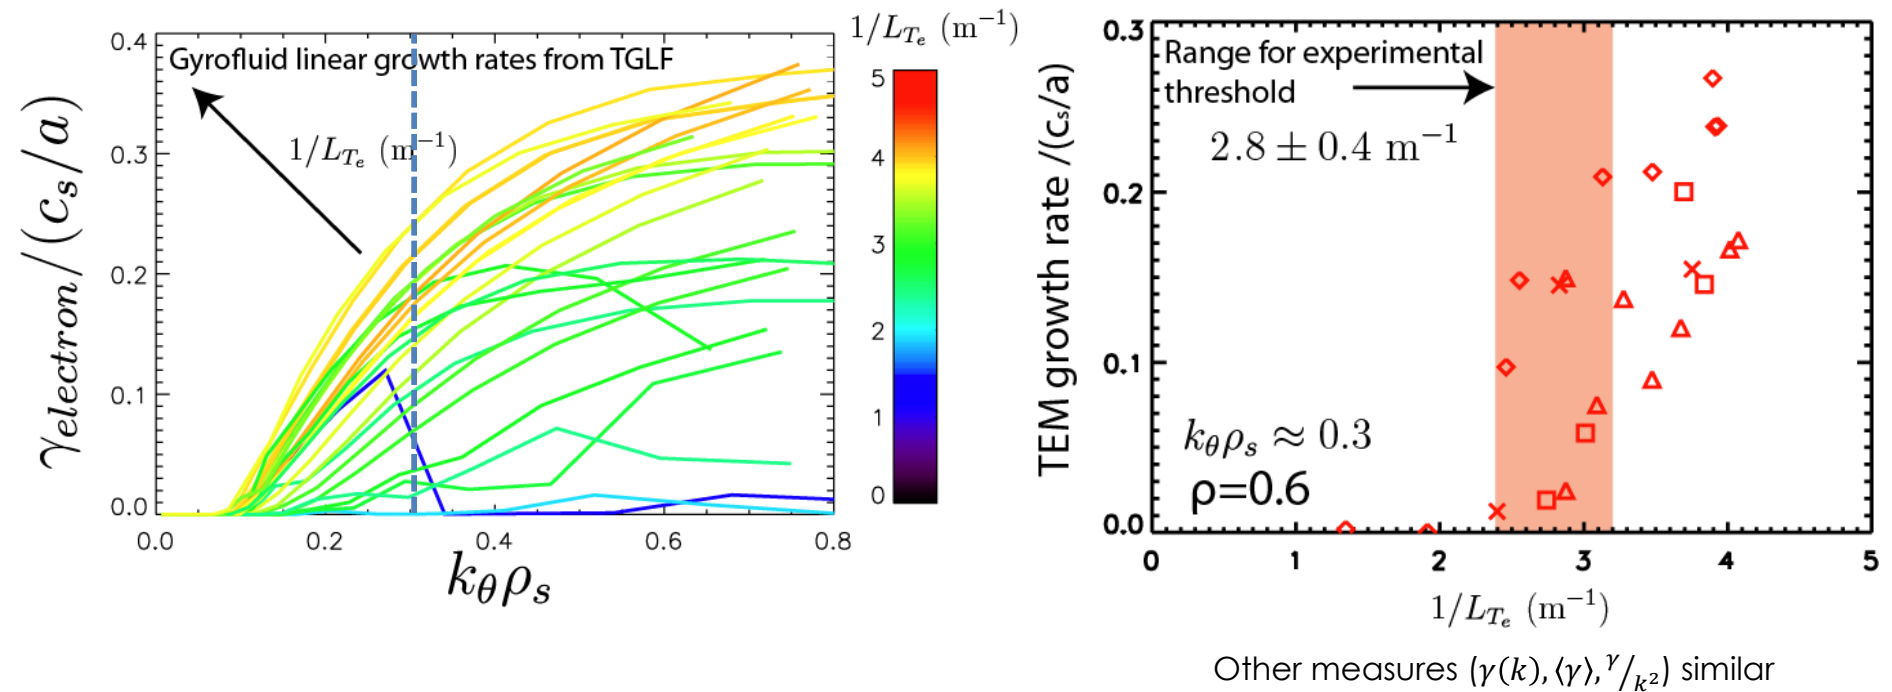 Gyrofluid linear growth rates from TGLF
1/L_{T_e} (m⁻¹)
γ_{electron}/(c_s/a)
0.4
0.3
0.2
0.1
0.0
0.0 0.2 0.4 0.6 0.8
k_θρ_s
1/L_{T_e} (m⁻¹)
5
4
3
2
1
0
TEM growth rate /(c_s/a)
0.3
0.2
0.1
0.0
Range for experimental
threshold
2.8 ± 0.4 m⁻¹
k_θρ_s ≈ 0.3
ρ=0.6
0 1 2 3 4 5
1/L_{T_e} (m⁻¹)
Other measures (γ(k), ⟨γ⟩, γ/k²) similar